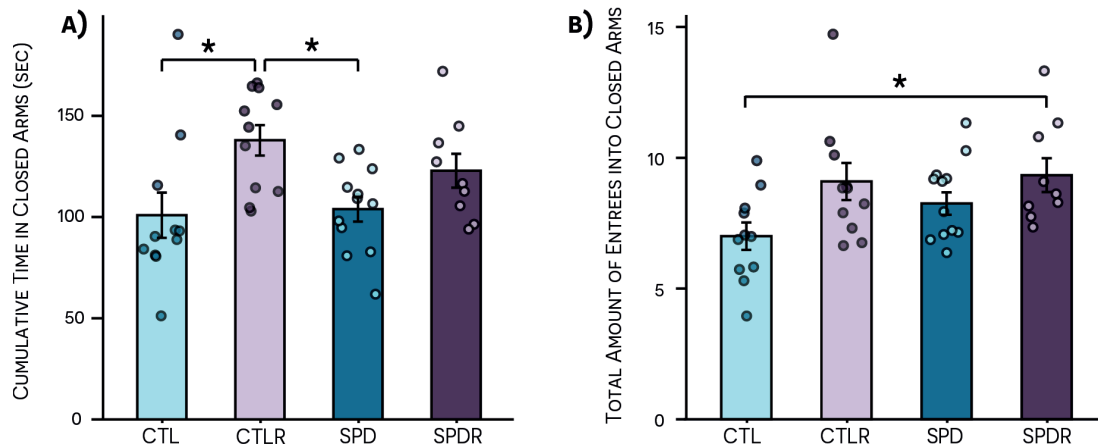 A)
CUMULATIVE TIME IN CLOSED ARMS (SEC)
150
100
50
0
* *
CTL CTLR SPD SPDR
B)
TOTAL AMOUNT OF ENTREES INTO CLOSED ARMS
15
10
5
0
*
CTL CTLR SPD SPDR